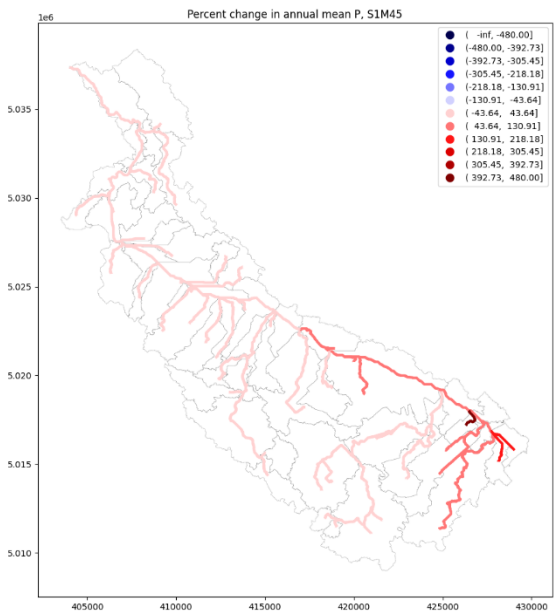 Percent change in annual mean P, S1M45
1e6
( -inf, -480.00]
(-480.00, -392.73]
(-392.73, -305.45]
(-305.45, -218.18]
(-218.18, -130.91]
(-130.91, -43.64]
( -43.64, 43.64]
( 43.64, 130.91]
( 130.91, 218.18]
( 218.18, 305.45]
( 305.45, 392.73]
( 392.73, 480.00]
5.035
5.030
5.025
5.020
5.015
5.010
405000 410000 415000 420000 425000 430000